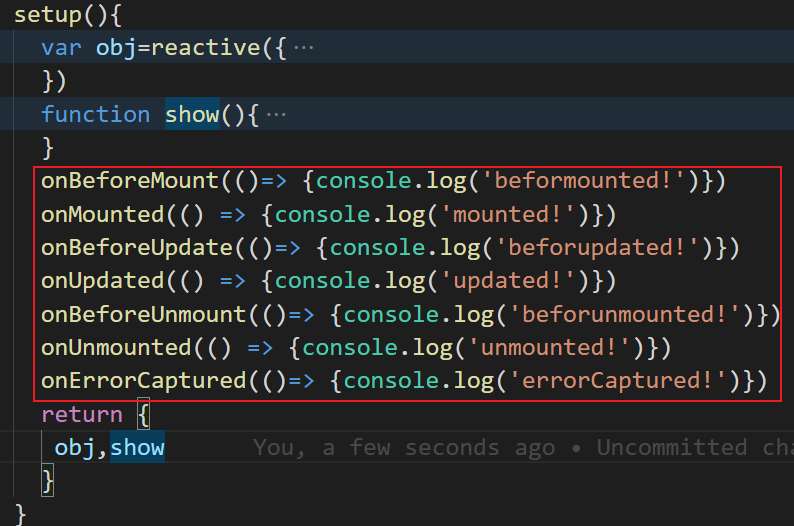 setup(){
var obj=reactive({ ⋯
})
function show(){ ⋯
}
onBeforeMount(()=> {console.log('beformounted!')})
onMounted(() => {console.log('mounted!')})
onBeforeUpdate(()=> {console.log('beforupdated!')})
onUpdated(() => {console.log('updated!')})
onBeforeUnmount(()=> {console.log('beforunmounted!')})
onUnmounted(() => {console.log('unmounted!')})
onErrorCaptured(()=> {console.log('errorCaptured!')})
return {
obj,show You, a few seconds ago • Uncommitted cha
}
}